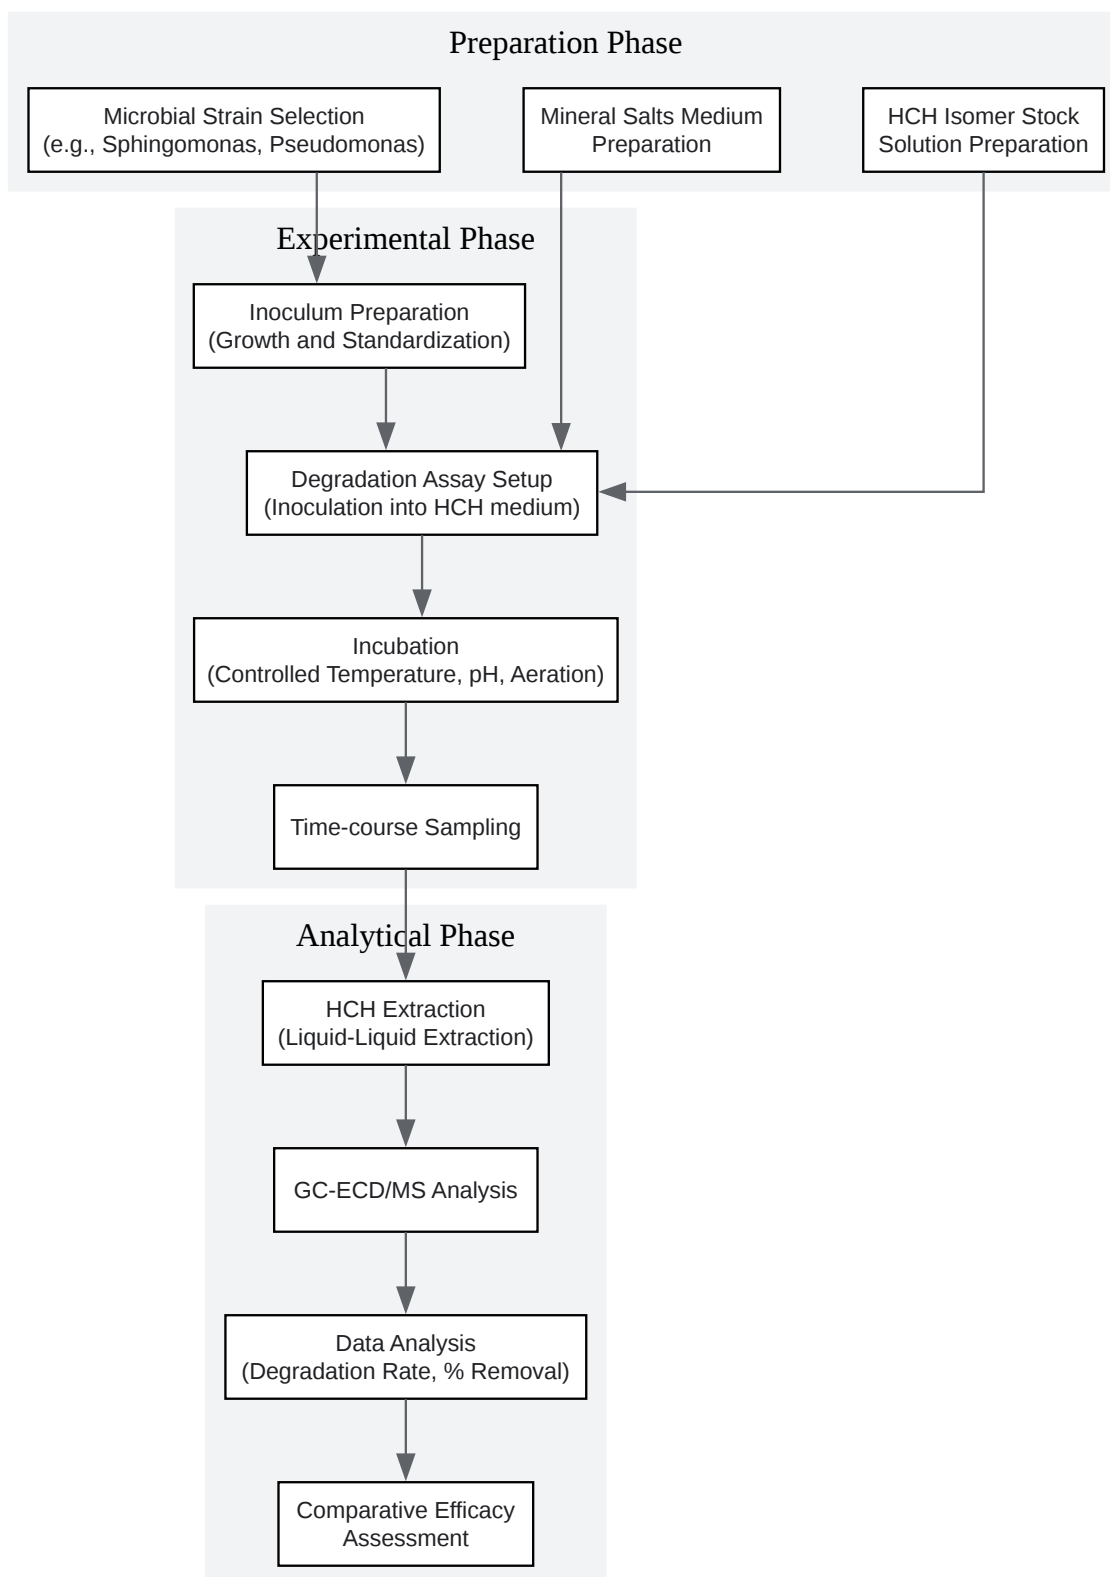 Preparation Phase
Microbial Strain Selection
(e.g., Sphingomonas, Pseudomonas)
Mineral Salts Medium
Preparation
HCH Isomer Stock
Solution Preparation
Experimental Phase
Inoculum Preparation
(Growth and Standardization)
Degradation Assay Setup
(Inoculation into HCH medium)
Incubation
(Controlled Temperature, pH, Aeration)
Time-course Sampling
Analytical Phase
HCH Extraction
(Liquid-Liquid Extraction)
GC-ECD/MS Analysis
Data Analysis
(Degradation Rate, % Removal)
Comparative Efficacy
Assessment